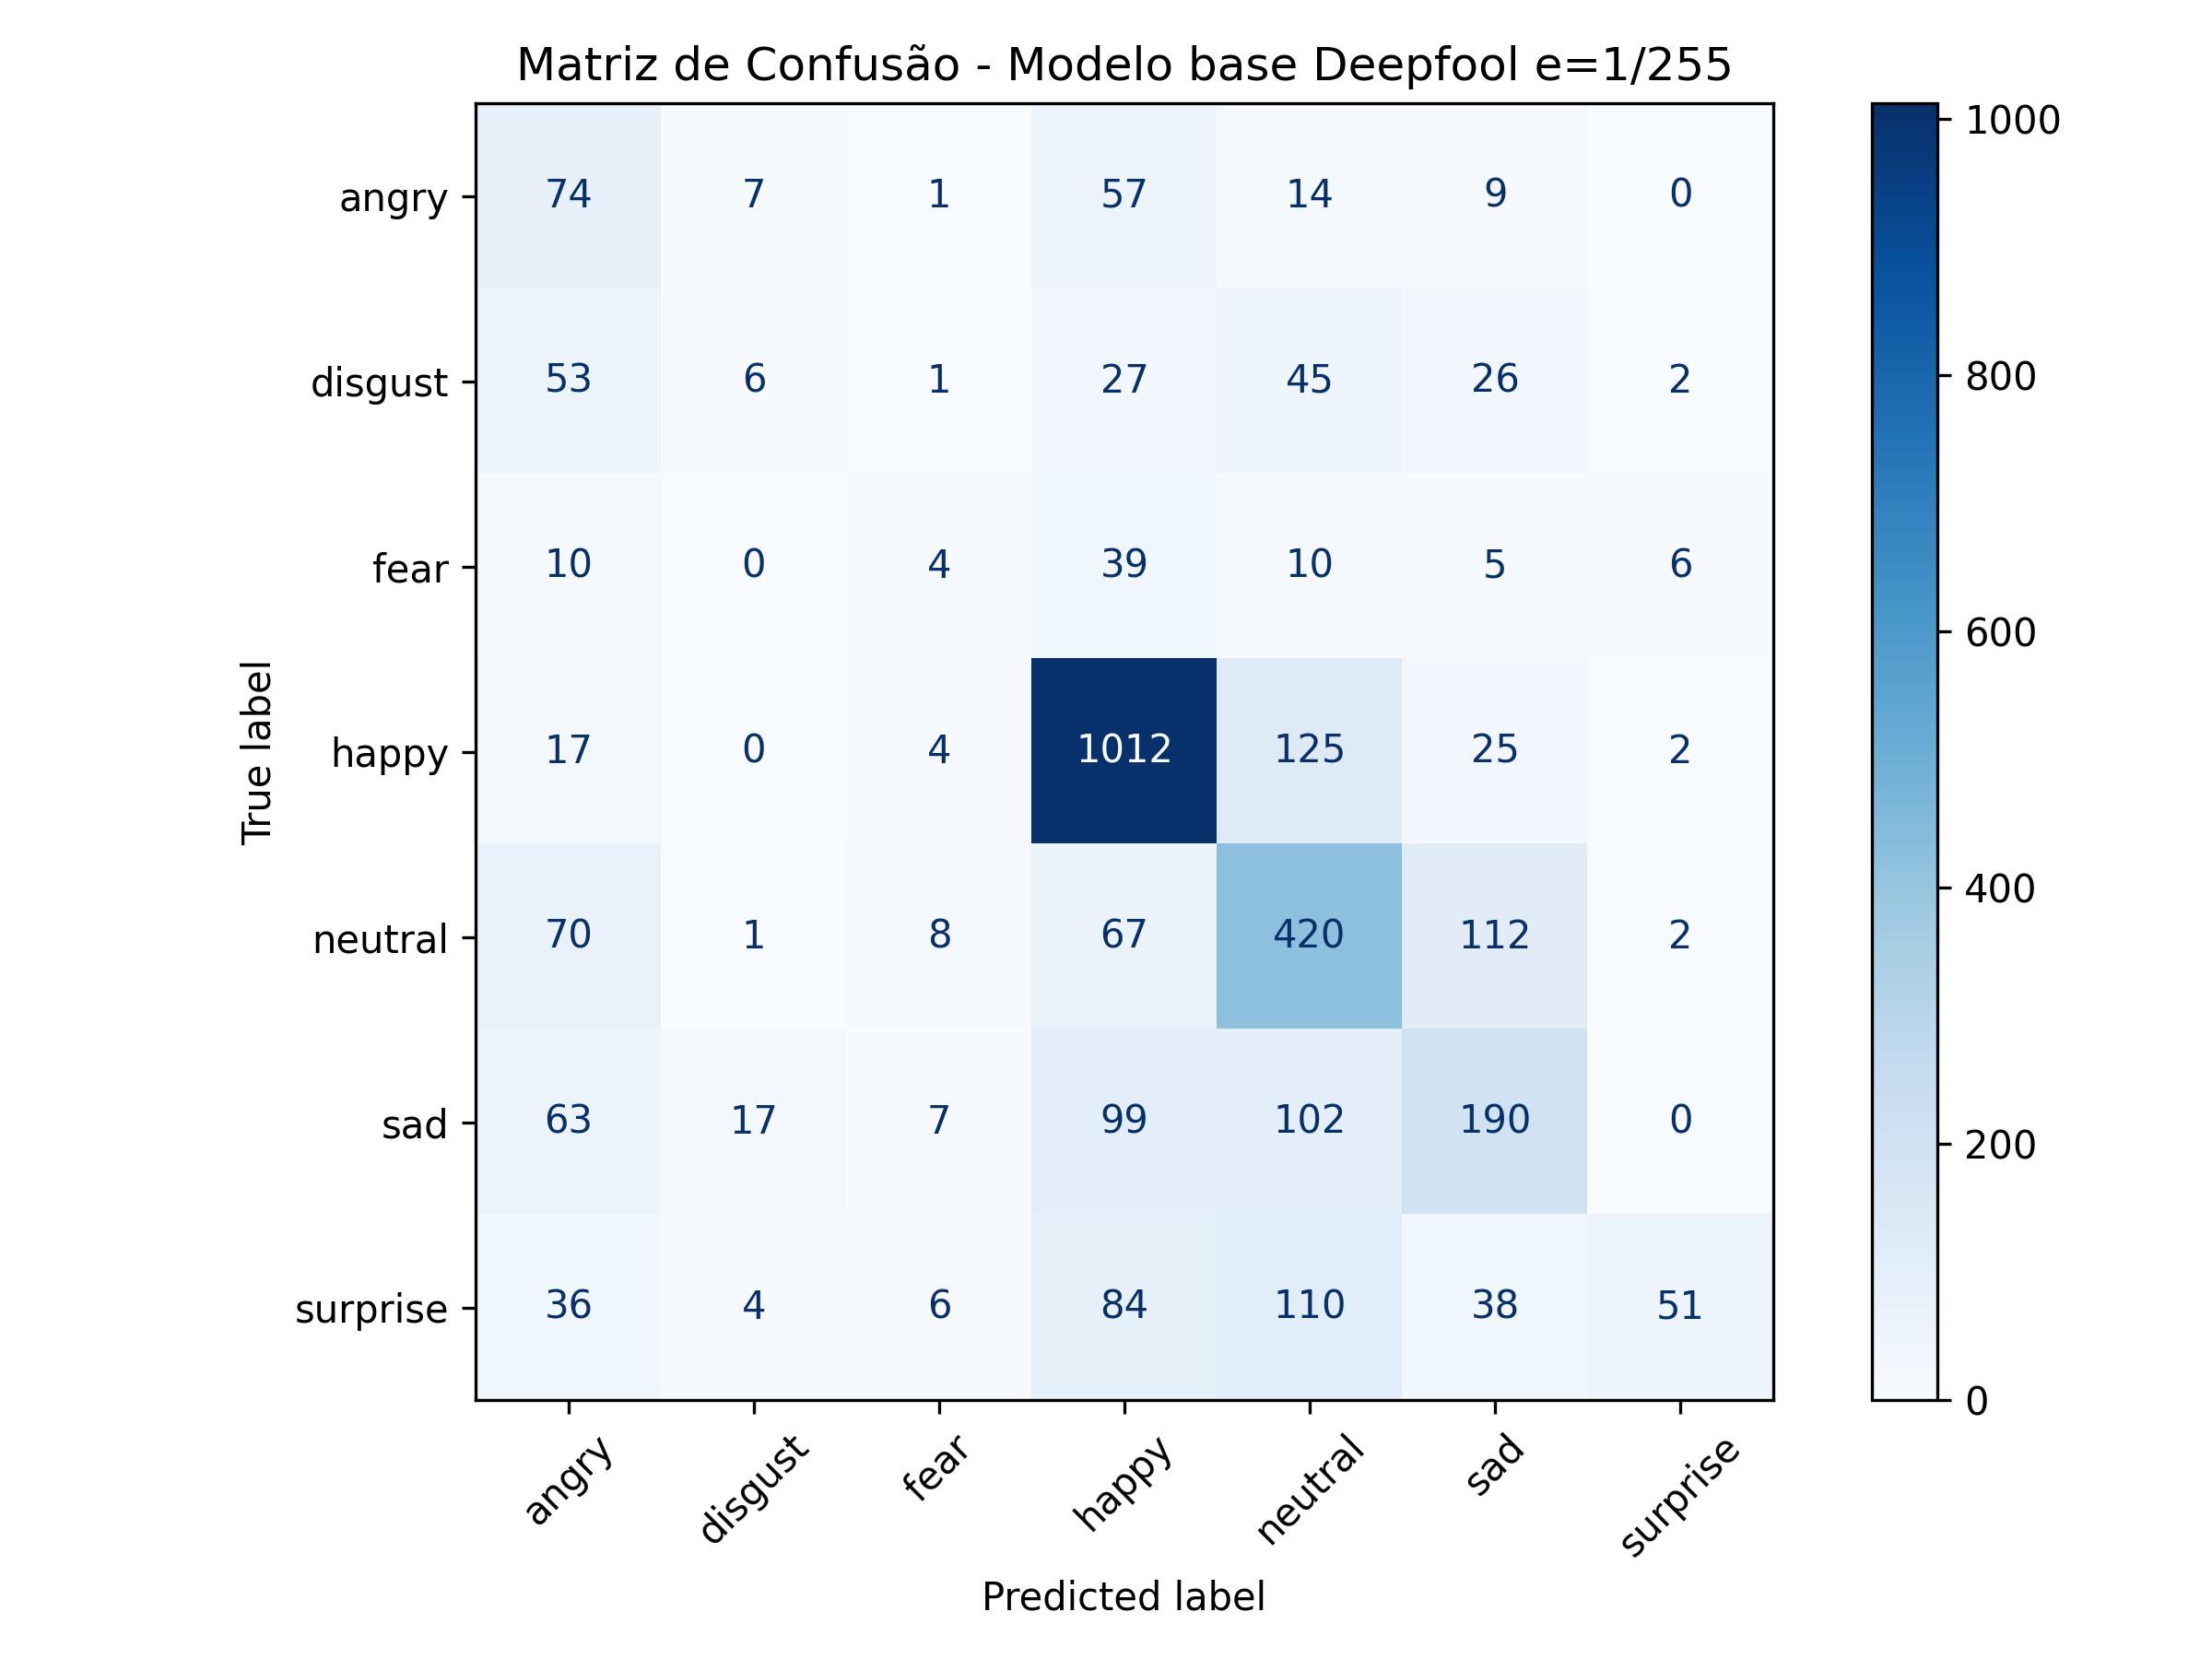 Matriz de Confusão - Modelo base Deepfool e=1/255
True label
angry 74 7 1 57 14 9 0
disgust 53 6 1 27 45 26 2
fear 10 0 4 39 10 5 6
happy 17 0 4 1012 125 25 2
neutral 70 1 8 67 420 112 2
sad 63 17 7 99 102 190 0
surprise 36 4 6 84 110 38 51
angry disgust fear happy neutral sad surprise
Predicted label
1000
800
600
400
200
0